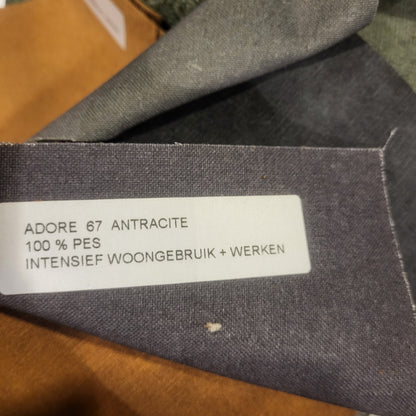 ADORE 67 ANTRACITE
100 % PES
INTENSIEF WOONGEBRUIK + WERKEN